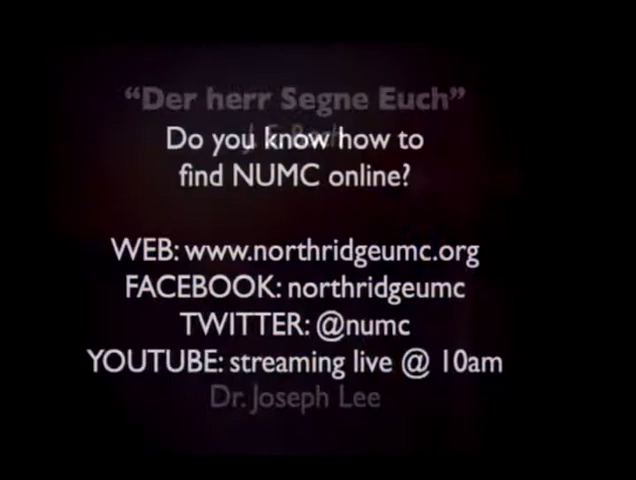 “Der herr Segne Euch”
Do you know how to
find NUMC online?
WEB: www.northridgeumc.org
FACEBOOK: northridgeumc
TWITTER: @numc
YOUTUBE: streaming live @ 10am
Dr. Joseph Lee